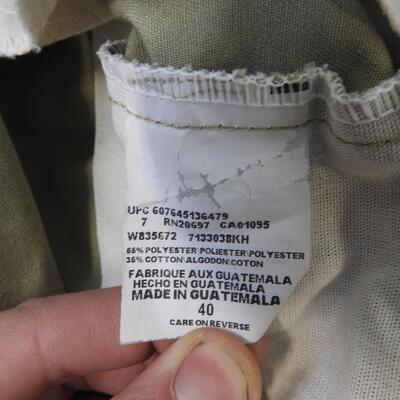 UPC 607645136479
7 RN20697 CA01095
W835672 7133038KH
65% POLYESTER POLIESTER/POLYESTER
35% COTTON/ALGODON/COTON
FABRIQUE AUX GUATEMALA
HECHO EN GUATEMALA
MADE IN GUATEMALA
40
CARE ON REVERSE